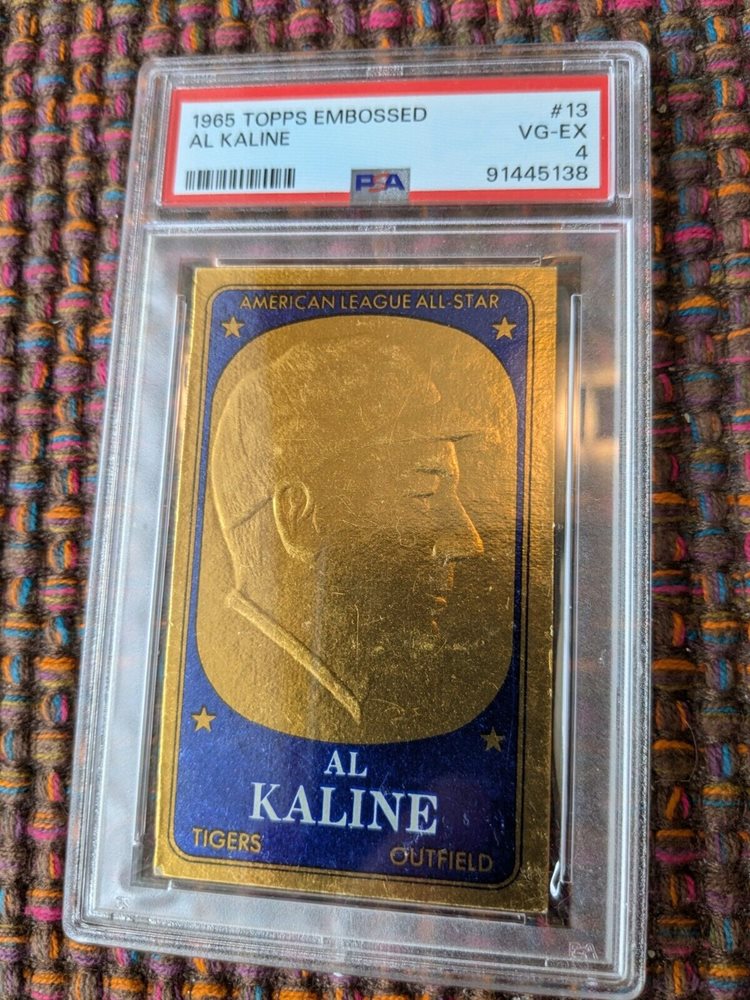 1965 TOPPS EMBOSSED #13
AL KALINE VG-EX
4
PSA 91445138
AMERICAN LEAGUE ALL-STAR
AL
KALINE
TIGERS OUTFIELD